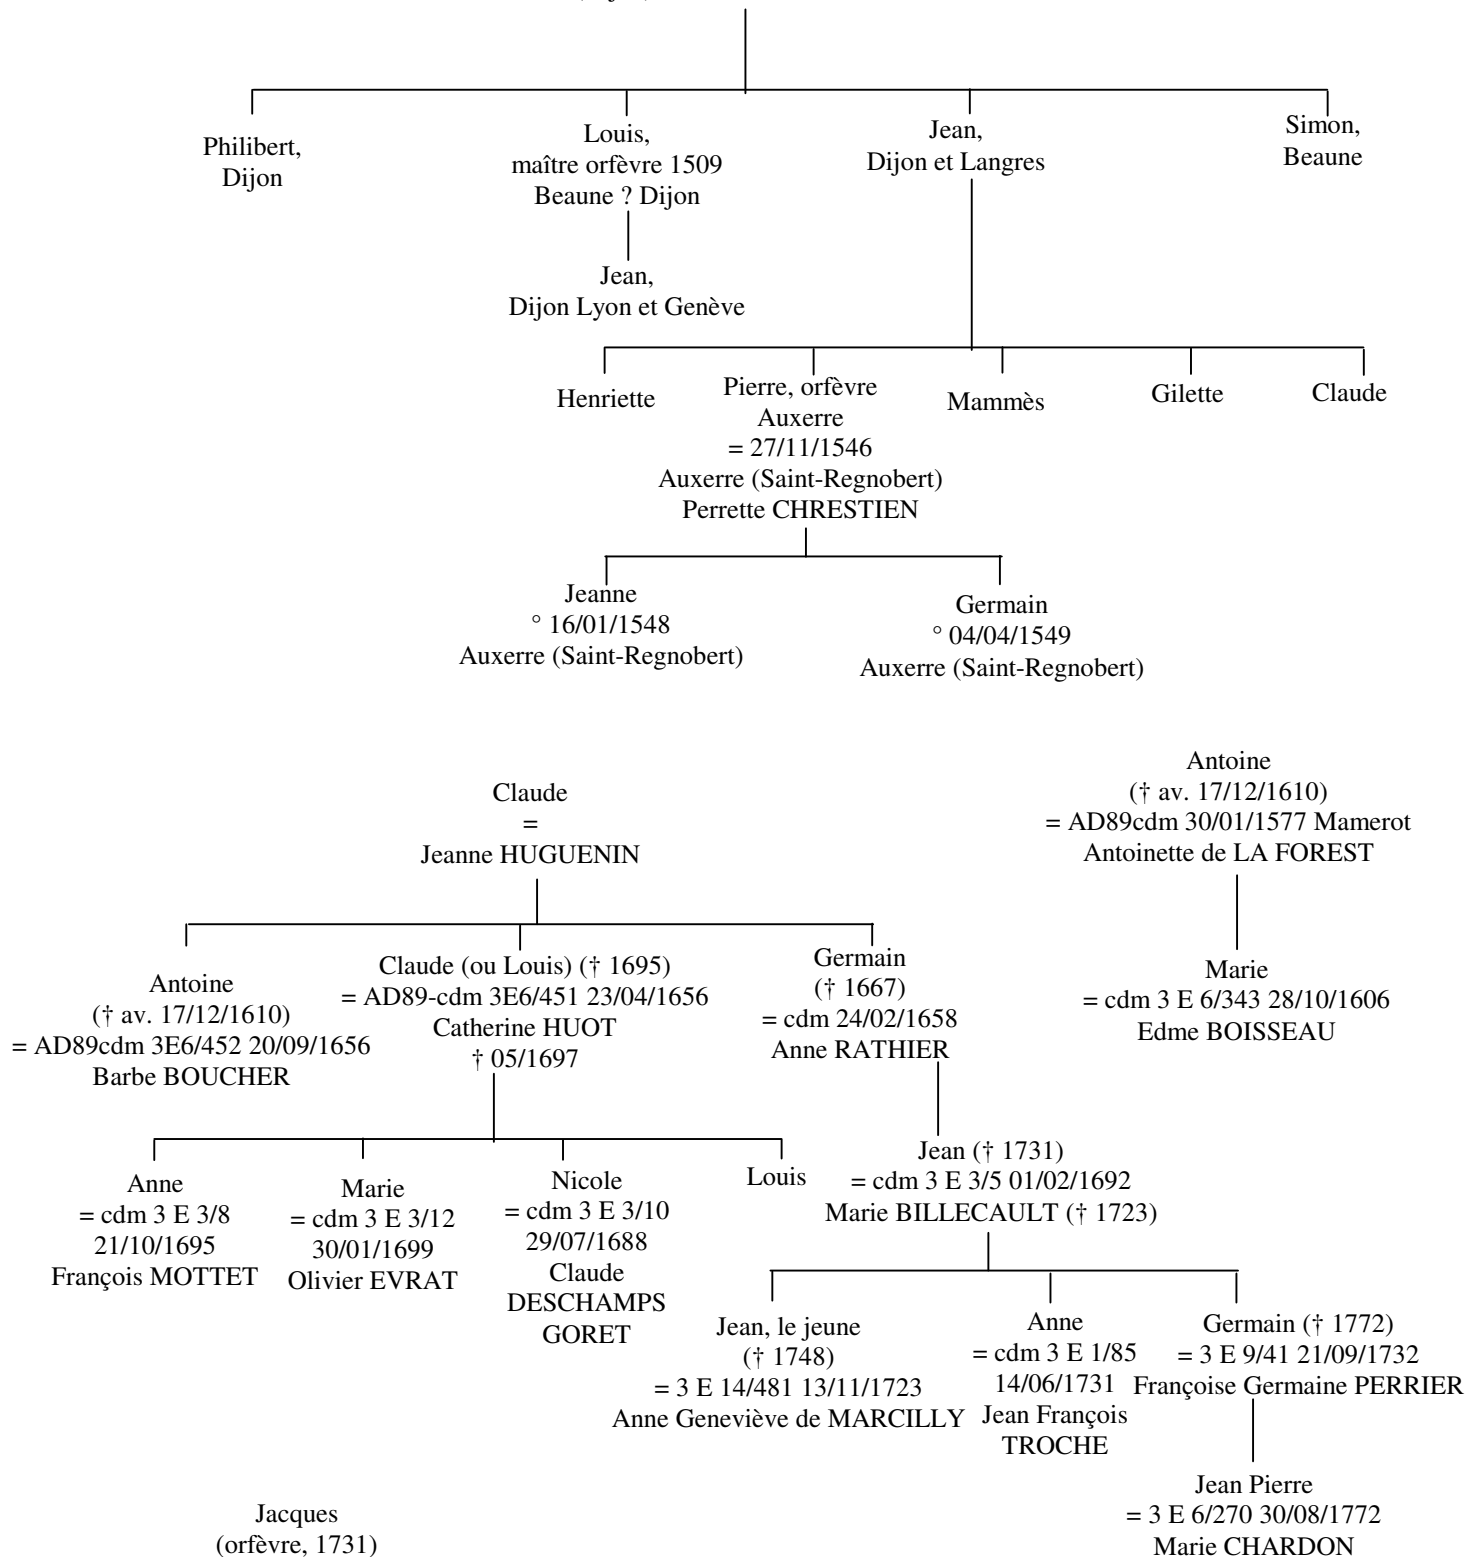 Philibert,
Dijon
Louis,
maître orfèvre 1509
Beaune ? Dijon
Jean,
Dijon et Langres
Simon,
Beaune
Jean,
Dijon Lyon et Genève
Henriette
Pierre, orfèvre
Auxerre
= 27/11/1546
Auxerre (Saint-Regnobert)
Perrette CHRESTIEN
Mammès
Gilette
Claude
Jeanne
° 16/01/1548
Auxerre (Saint-Regnobert)
Germain
° 04/04/1549
Auxerre (Saint-Regnobert)
Claude
=
Jeanne HUGUENIN
Antoine
(† av. 17/12/1610)
= AD89cdm 30/01/1577 Mamerot
Antoinette de LA FOREST
Antoine
(† av. 17/12/1610)
= AD89cdm 3E6/452 20/09/1656
Barbe BOUCHER
Claude (ou Louis) († 1695)
= AD89-cdm 3E6/451 23/04/1656
Catherine HUOT
† 05/1697
Germain
(† 1667)
= cdm 24/02/1658
Anne RATHIER
Marie
= cdm 3 E 6/343 28/10/1606
Edme BOISSEAU
Anne
= cdm 3 E 3/8
21/10/1695
François MOTTET
Marie
= cdm 3 E 3/12
30/01/1699
Olivier EVRAT
Nicole
= cdm 3 E 3/10
29/07/1688
Claude
DESCHAMPS
GORET
Louis
Jean († 1731)
= cdm 3 E 3/5 01/02/1692
Marie BILLECAULT († 1723)
Jean, le jeune
(† 1748)
= 3 E 14/481 13/11/1723
Anne Geneviève de MARCILLY
Anne
= cdm 3 E 1/85
14/06/1731
Jean François
TROCHE
Germain († 1772)
= 3 E 9/41 21/09/1732
Françoise Germaine PERRIER
Jean Pierre
= 3 E 6/270 30/08/1772
Marie CHARDON
Jacques
(orfèvre, 1731)